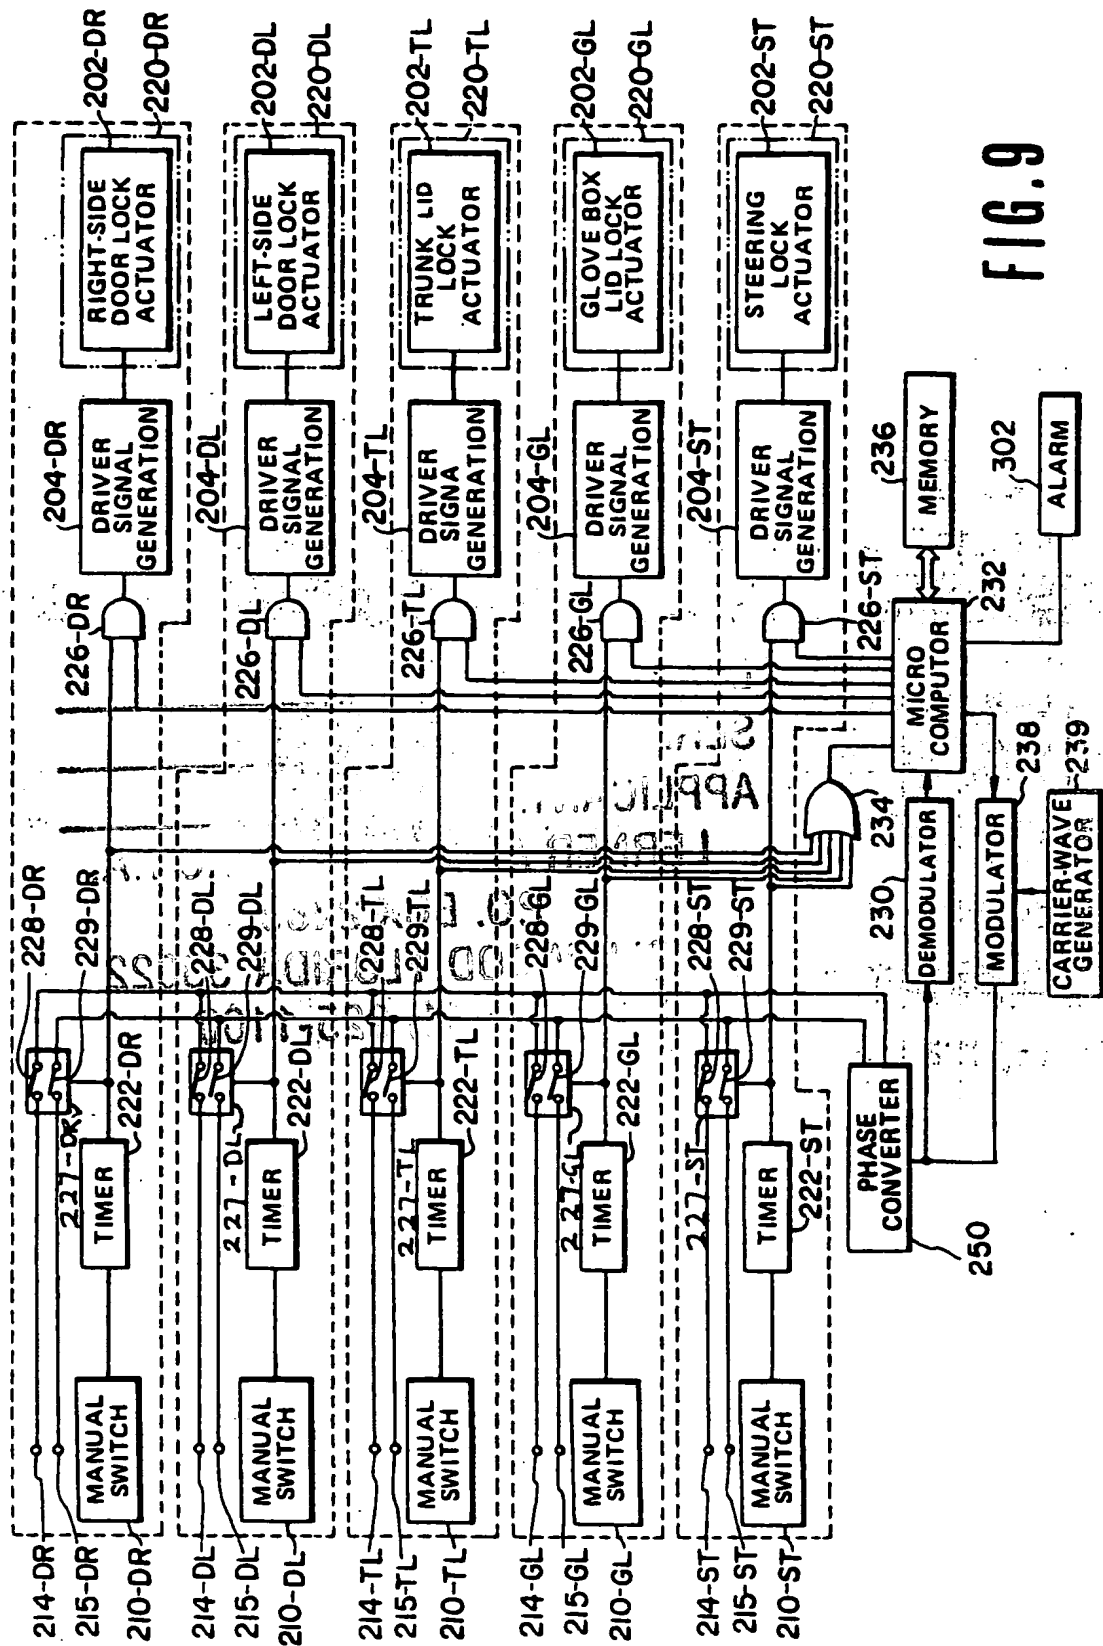 202-DR
220-DR
RIGHT-SIDE
DOOR LOCK
ACTUATOR
204-DR
DRIVER
SIGNAL
GENERATION
226-DR
228-DR
229-DR
222-DR
227-DR
TIMER
MANUAL
SWITCH
214-DR
215-DR
210-DR
202-DL
220-DL
LEFT-SIDE
DOOR LOCK
ACTUATOR
204-DL
DRIVER
SIGNAL
GENERATION
226-DL
228-DL
229-DL
222-DL
227-DL
TIMER
MANUAL
SWITCH
214-DL
215-DL
210-DL
202-TL
220-TL
TRUNK LID
LOCK
ACTUATOR
204-TL
DRIVER
SIGNA
GENERATION
226-TL
228-TL
229-TL
222-TL
227-TL
TIMER
MANUAL
SWITCH
214-TL
215-TL
210-TL
202-GL
220-GL
GLOVE BOX
LID LOCK
ACTUATOR
204-GL
DRIVER
SIGNAL
GENERATION
226-GL
228-GL
229-GL
222-GL
227-GL
TIMER
MANUAL
SWITCH
214-GL
215-GL
210-GL
202-ST
220-ST
STEERING
LOCK
ACTUATOR
204-ST
DRIVER
SIGNAL
GENERATION
226-ST
228-ST
229-ST
222-ST
227-ST
TIMER
MANUAL
SWITCH
214-ST
215-ST
210-ST
234
236
MEMORY
302
ALARM
232
MICRO
COMPUTOR
230
DEMODULATOR
238
MODULATOR
239
CARRIER-WAVE
GENERATOR
PHASE
CONVERTER
250
FIG.9